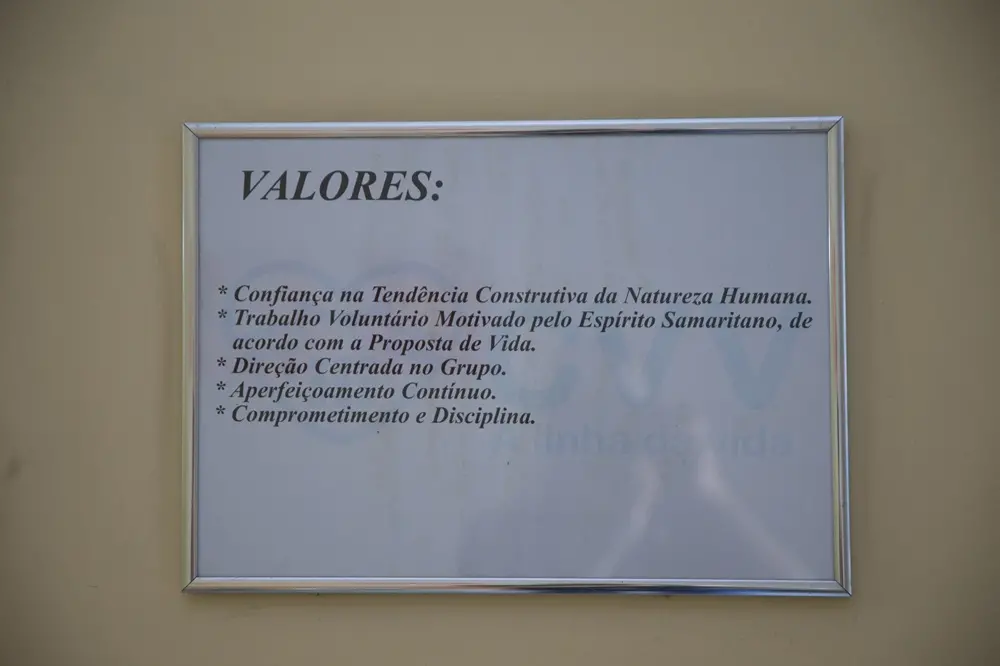 VALORES:
* Confiança na Tendência Construtiva da Natureza Humana.
* Trabalho Voluntário Motivado pelo Espírito Samaritano, de
acordo com a Proposta de Vida.
* Direção Centrada no Grupo.
* Aperfeiçoamento Contínuo.
* Comprometimento e Disciplina.